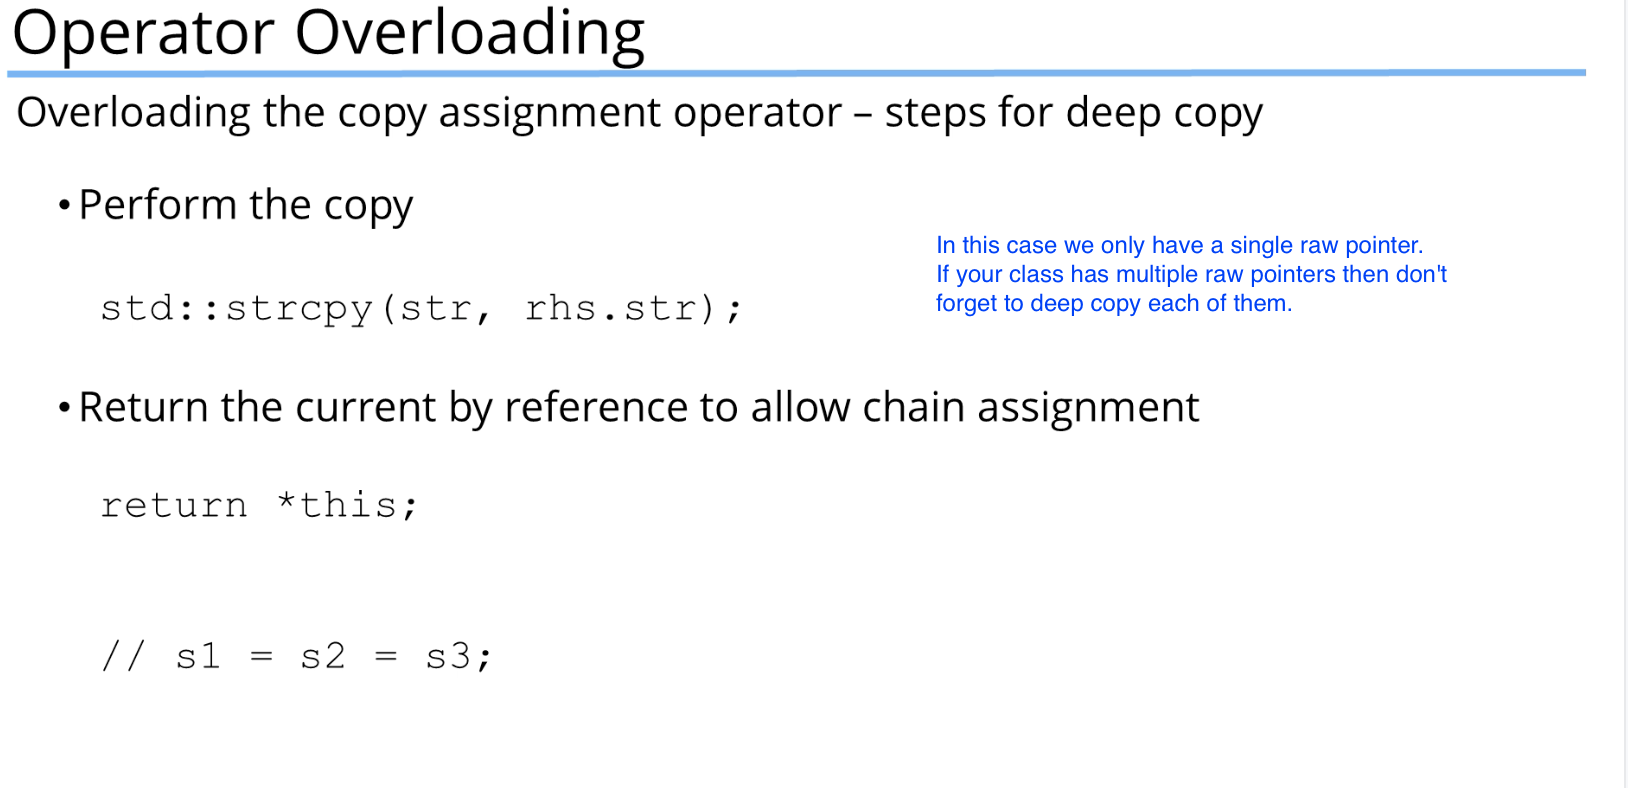 Operator Overloading
Overloading the copy assignment operator – steps for deep copy
• Perform the copy
In this case we only have a single raw pointer.
If your class has multiple raw pointers then don't
forget to deep copy each of them.
std::strcpy(str, rhs.str);
• Return the current by reference to allow chain assignment
return *this;
// s1 = s2 = s3;